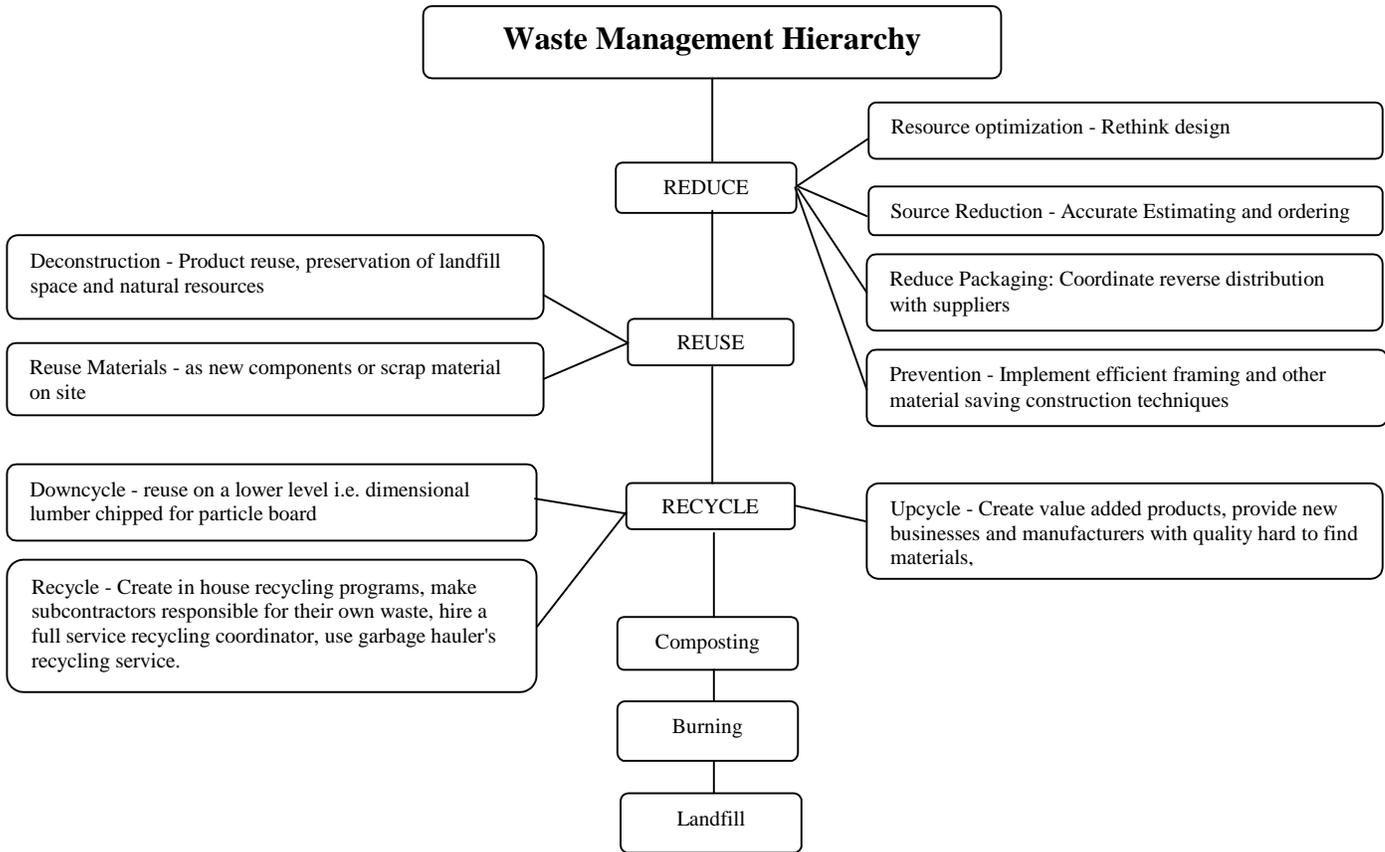 Waste Management Hierarchy
REDUCE
Resource optimization - Rethink design
Source Reduction - Accurate Estimating and ordering
Reduce Packaging: Coordinate reverse distribution
with suppliers
Prevention - Implement efficient framing and other
material saving construction techniques
Deconstruction - Product reuse, preservation of landfill
space and natural resources
REUSE
Reuse Materials - as new components or scrap material
on site
Downcycle - reuse on a lower level i.e. dimensional
lumber chipped for particle board
RECYCLE
Upcycle - Create value added products, provide new
businesses and manufacturers with quality hard to find
materials,
Recycle - Create in house recycling programs, make
subcontractors responsible for their own waste, hire a
full service recycling coordinator, use garbage hauler's
recycling service.
Composting
Burning
Landfill